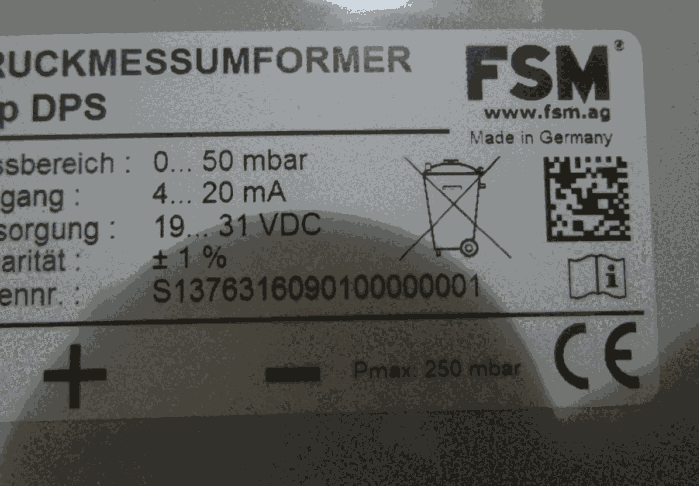 RUCKMESSUMFORMER
p DPS
FSM®
www.fsm.ag
Made in Germany
ssbereich : 0... 50 mbar
gang : 4... 20 mA
sorgung : 19... 31 VDC
arität : ± 1 %
ennr. : S1376316090100000001
i
+ − Pmax: 250 mbar
CE